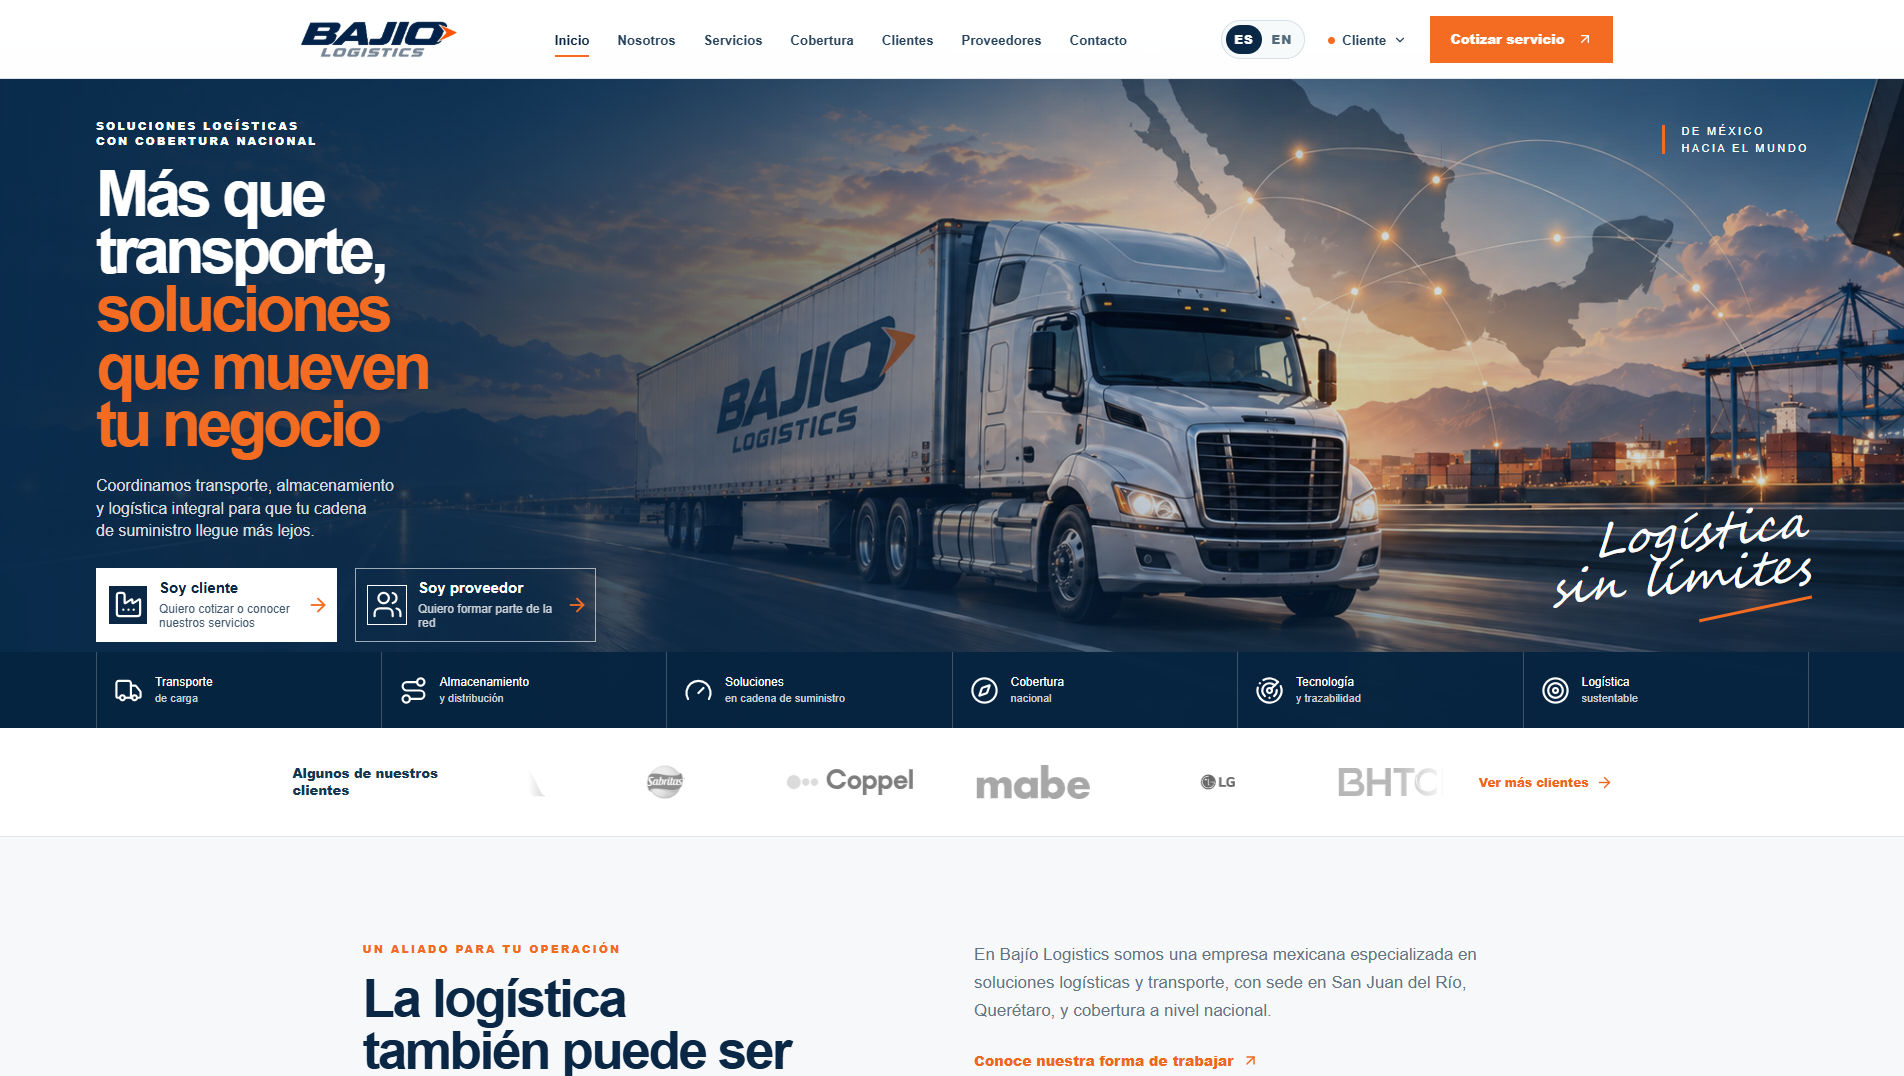 BAJIO
LOGISTICS
Inicio
Nosotros
Servicios
Cobertura
Clientes
Proveedores
Contacto
ES
EN
Cliente
Cotizar servicio
SOLUCIONES LOGÍSTICAS
CON COBERTURA NACIONAL
DE MÉXICO
HACIA EL MUNDO
Más que
transporte,
soluciones
que mueven
tu negocio
BAJIO
LOGISTICS
Coordinamos transporte, almacenamiento
y logística integral para que tu cadena
de suministro llegue más lejos.
Logística
sin límites
Soy cliente
Quiero cotizar o conocer
nuestros servicios
Soy proveedor
Quiero formar parte de la
red
Transporte
de carga
Almacenamiento
y distribución
Soluciones
en cadena de suministro
Cobertura
nacional
Tecnología
y trazabilidad
Logística
sustentable
Algunos de nuestros
clientes
Sabritas
Coppel
mabe
LG
BHTC
Ver más clientes
UN ALIADO PARA TU OPERACIÓN
La logística
también puede ser
En Bajío Logistics somos una empresa mexicana especializada en
soluciones logísticas y transporte, con sede en San Juan del Río,
Querétaro, y cobertura a nivel nacional.
Conoce nuestra forma de trabajar